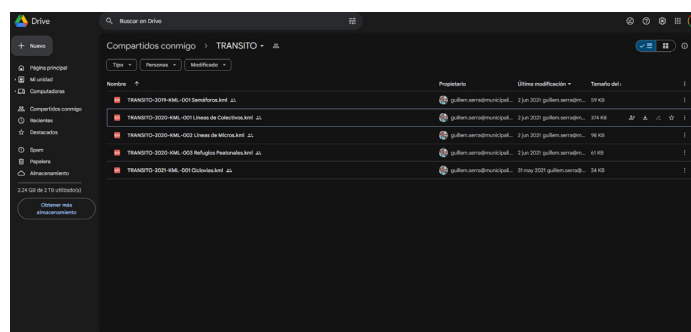 Drive
Buscar en Drive
Nuevo
Compartidos conmigo > TRANSITO
Página principal
Mi unidad
Computadoras
Compartidos conmigo
Recientes
Destacados
Spam
Papelera
Almacenamiento
2.24 GB de 2 TB utilizado(s)
Obtener más
almacenamiento
Tipo Personas Modificado
Nombre Propietario Última modificación Tamaño del
TRANSITO-2019-KML-001 Semáforos.kml guillem.serra@municipali... 2 jun 2021 guillem.serra@m... 59 KB
TRANSITO-2020-KML-001 Lineas de Colectivos.kml guillem.serra@municipali... 2 jun 2021 guillem.serra@m... 374 KB
TRANSITO-2020-KML-002 Lineas de Micros.kml guillem.serra@municipali... 2 jun 2021 guillem.serra@m... 98 KB
TRANSITO-2020-KML-003 Refugios Peatonales.kml guillem.serra@municipali... 2 jun 2021 guillem.serra@m... 61 KB
TRANSITO-2021-KML-001 Ciclovias.kml guillem.serra@municipali... 31 may 2021 guillem.serra@m... 24 KB